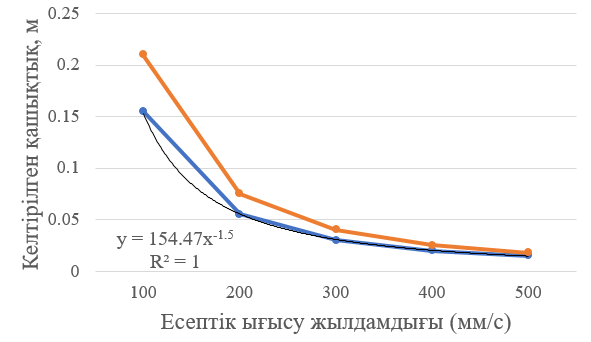 Келтірілген қашықтық, м
0.25
0.2
0.15
0.1
0.05
0
y = 154.47x^-1.5
R² = 1
100 200 300 400 500
Есептік ығысу жылдамдығы (мм/с)